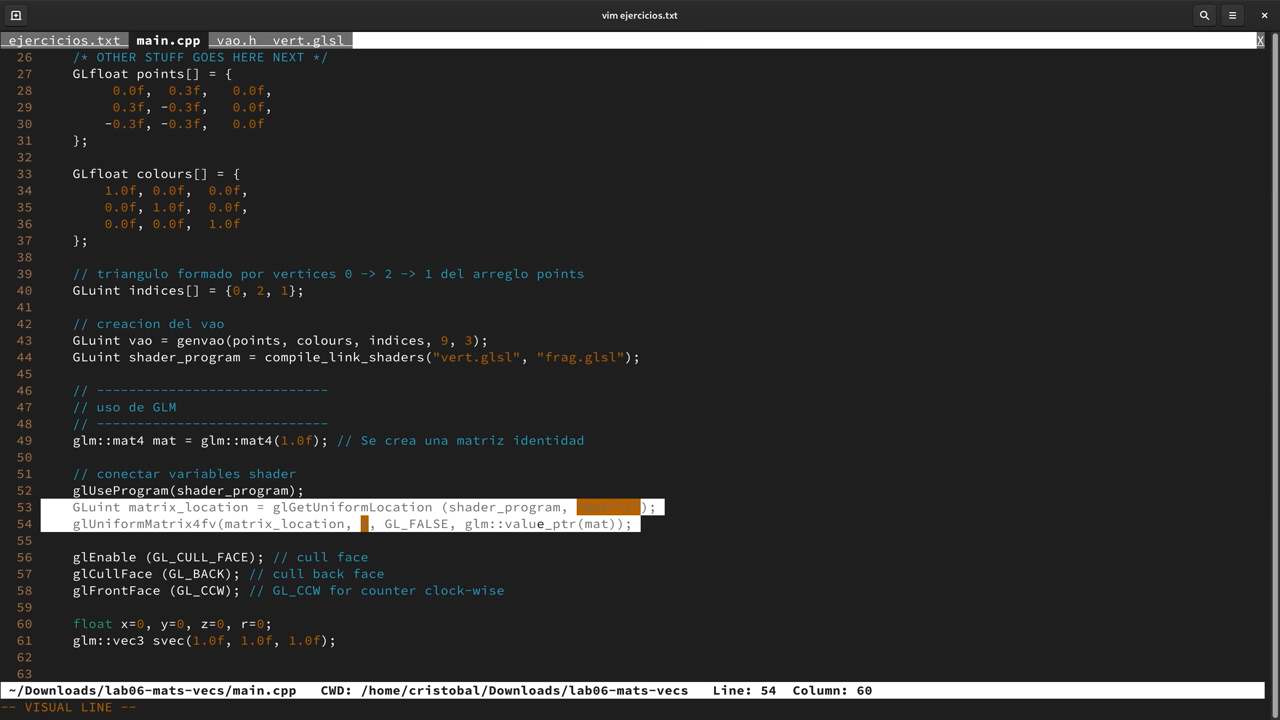 vim ejercicios.txt
ejercicios.txt main.cpp vao.h vert.glsl X
26 /* OTHER STUFF GOES HERE NEXT */
27 GLfloat points[] = {
28 0.0f, 0.3f, 0.0f,
29 0.3f, -0.3f, 0.0f,
30 -0.3f, -0.3f, 0.0f
31 };
32
33 GLfloat colours[] = {
34 1.0f, 0.0f, 0.0f,
35 0.0f, 1.0f, 0.0f,
36 0.0f, 0.0f, 1.0f
37 };
38
39 // triangulo formado por vertices 0 -> 2 -> 1 del arreglo points
40 GLuint indices[] = {0, 2, 1};
41
42 // creacion del vao
43 GLuint vao = genvao(points, colours, indices, 9, 3);
44 GLuint shader_program = compile_link_shaders("vert.glsl", "frag.glsl");
45
46 // -----------------------------
47 // uso de GLM
48 // -----------------------------
49 glm::mat4 mat = glm::mat4(1.0f); // Se crea una matriz identidad
50
51 // conectar variables shader
52 glUseProgram(shader_program);
53 GLuint matrix_location = glGetUniformLocation (shader_program, );
54 glUniformMatrix4fv(matrix_location, , GL_FALSE, glm::value_ptr(mat));
55
56 glEnable (GL_CULL_FACE); // cull face
57 glCullFace (GL_BACK); // cull back face
58 glFrontFace (GL_CCW); // GL_CCW for counter clock-wise
59
60 float x=0, y=0, z=0, r=0;
61 glm::vec3 svec(1.0f, 1.0f, 1.0f);
62
63
~/Downloads/lab06-mats-vecs/main.cpp CWD: /home/cristobal/Downloads/lab06-mats-vecs Line: 54 Column: 60
-- VISUAL LINE --